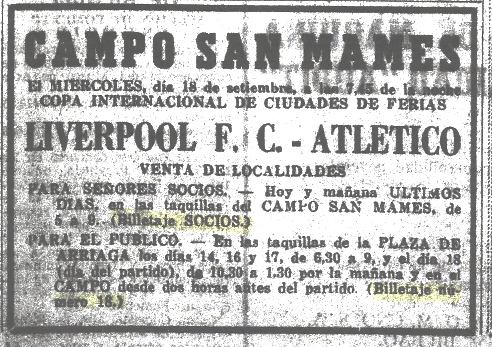 CAMPO SAN MAMES
El MIERCOLES, día 18 de setiembre, a las 7,45 de la noche
COPA INTERNACIONAL DE CIUDADES DE FERIAS
LIVERPOOL F. C. - ATLETICO
VENTA DE LOCALIDADES
PARA SEÑORES SOCIOS. — Hoy y mañana ULTIMOS
DIAS, en las taquillas del CAMPO SAN MAMES, de
6 a 9. (Billetaje SOCIOS.)
PARA EL PUBLICO. — En las taquillas de la PLAZA DE
ARRIAGA los días 14, 16 y 17, de 6,30 a 9, y el día 18
(día del partido), de 10,30 a 1,30 por la mañana y en el
CAMPO desde dos horas antes del partido. (Billetaje nú-
mero 18.)